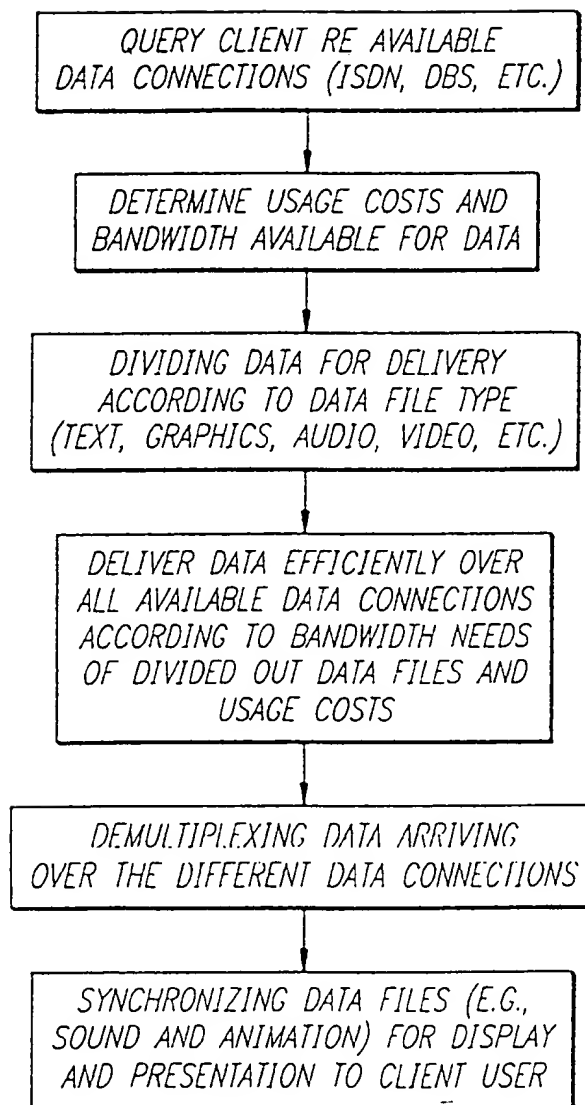 QUERY CLIENT RE AVAILABLE
DATA CONNECTIONS (ISDN, DBS, ETC.)
DETERMINE USAGE COSTS AND
BANDWIDTH AVAILABLE FOR DATA
DIVIDING DATA FOR DELIVERY
ACCORDING TO DATA FILE TYPE
(TEXT, GRAPHICS, AUDIO, VIDEO, ETC.)
DELIVER DATA EFFICIENTLY OVER
ALL AVAILABLE DATA CONNECTIONS
ACCORDING TO BANDWIDTH NEEDS
OF DIVIDED OUT DATA FILES AND
USAGE COSTS
DEMULTIPLEXING DATA ARRIVING
OVER THE DIFFERENT DATA CONNECTIONS
SYNCHRONIZING DATA FILES (E.G.,
SOUND AND ANIMATION) FOR DISPLAY
AND PRESENTATION TO CLIENT USER